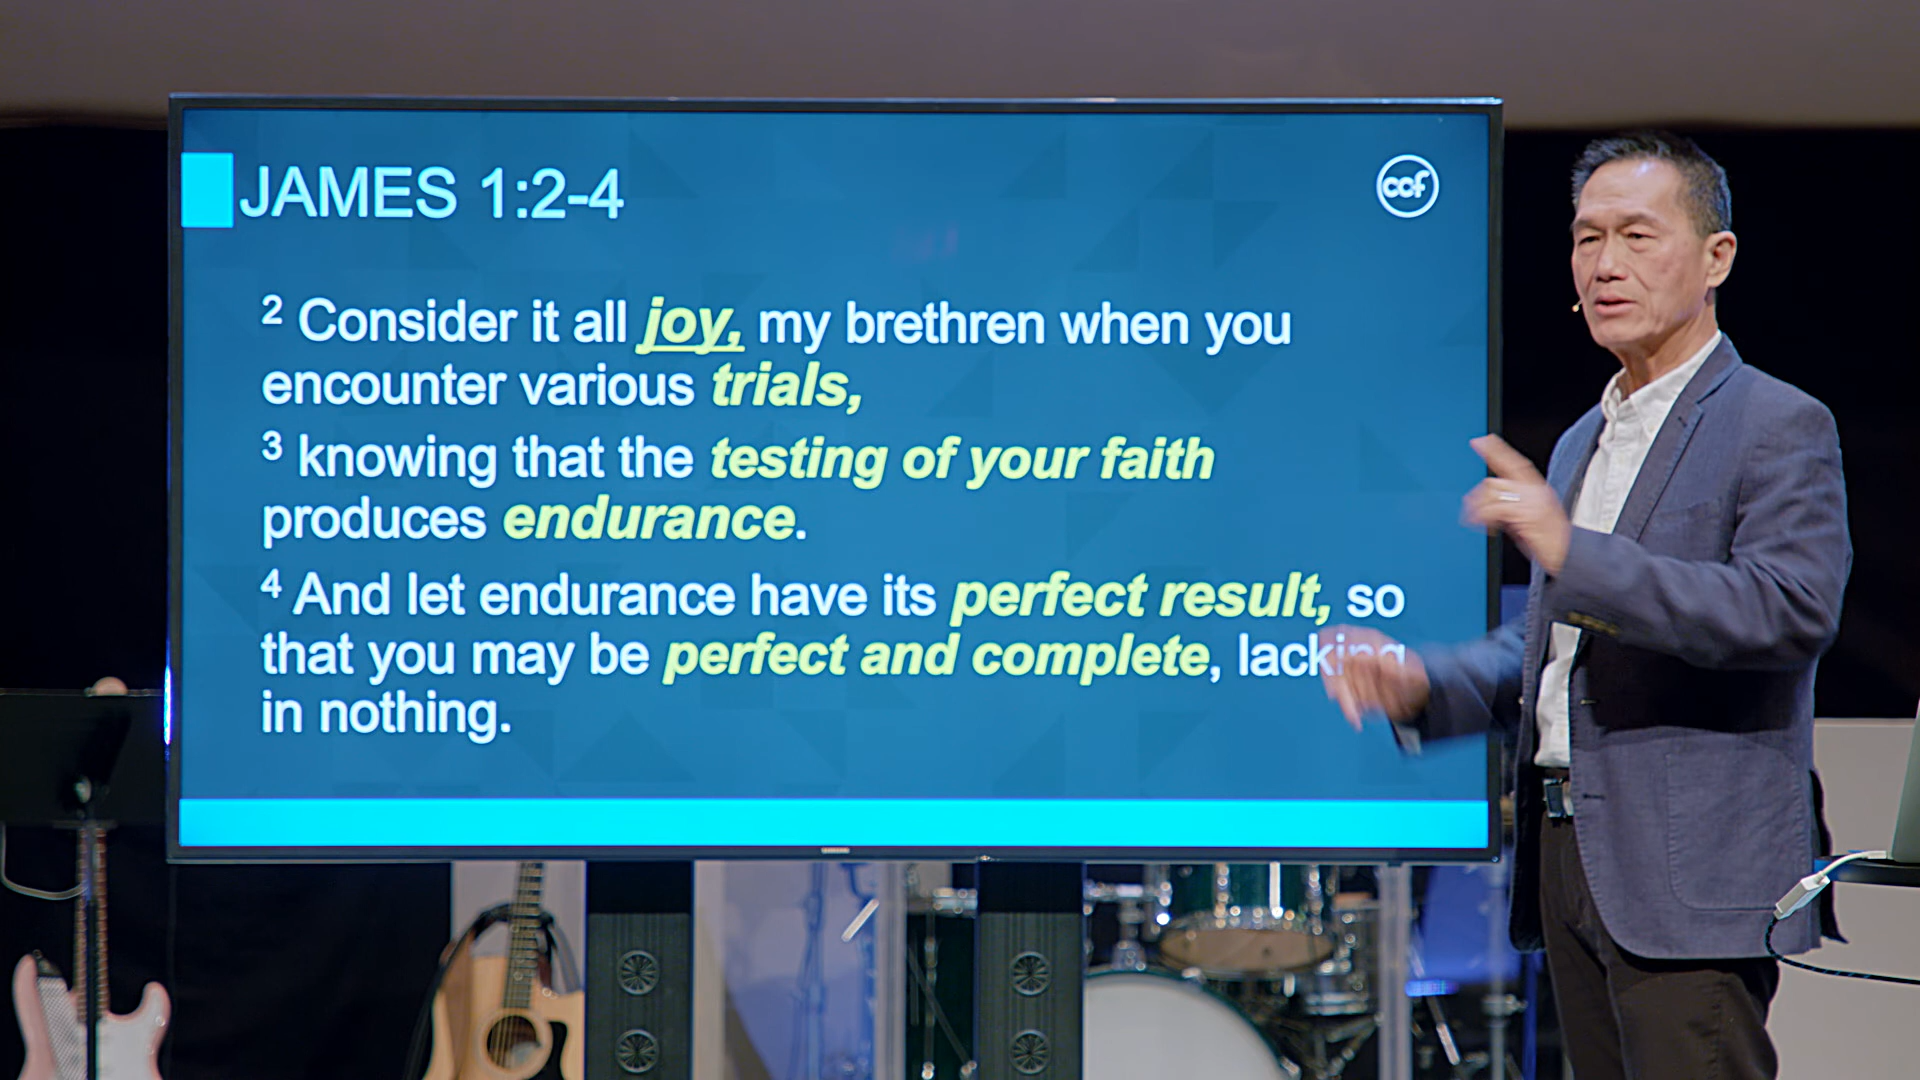 JAMES 1:2-4
ccf
2 Consider it all joy, my brethren when you
encounter various trials,
3 knowing that the testing of your faith
produces endurance.
4 And let endurance have its perfect result, so
that you may be perfect and complete, lacking
in nothing.